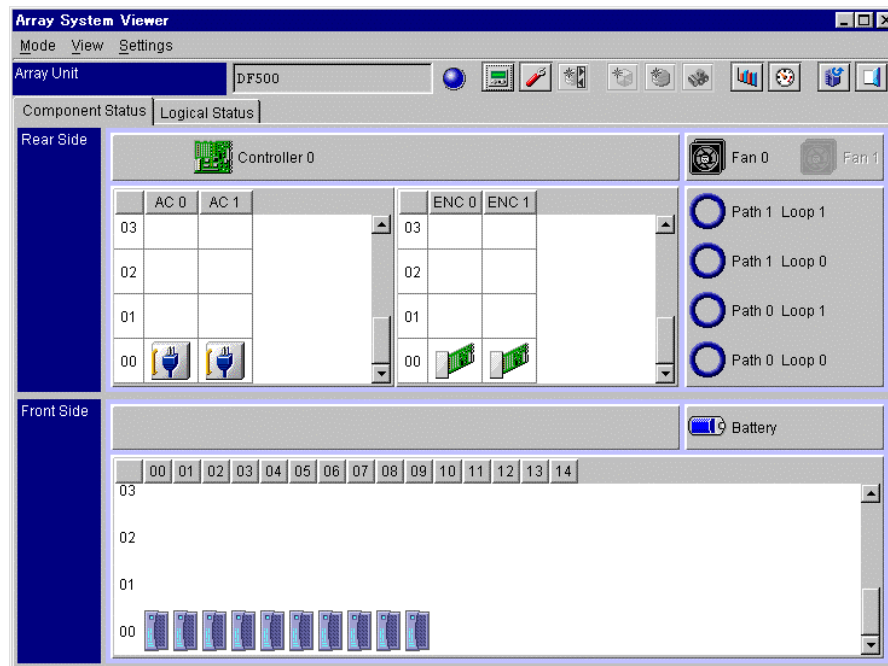 Array System Viewer
Mode View Settings
Array Unit DF500
Component Status Logical Status
Rear Side Controller 0 Fan 0 Fan 1
AC 0 AC 1 ENC 0 ENC 1
03 03 Path 1 Loop 1
02 02 Path 1 Loop 0
01 01 Path 0 Loop 1
00 00 Path 0 Loop 0
Front Side Battery
00 01 02 03 04 05 06 07 08 09 10 11 12 13 14
03
02
01
00